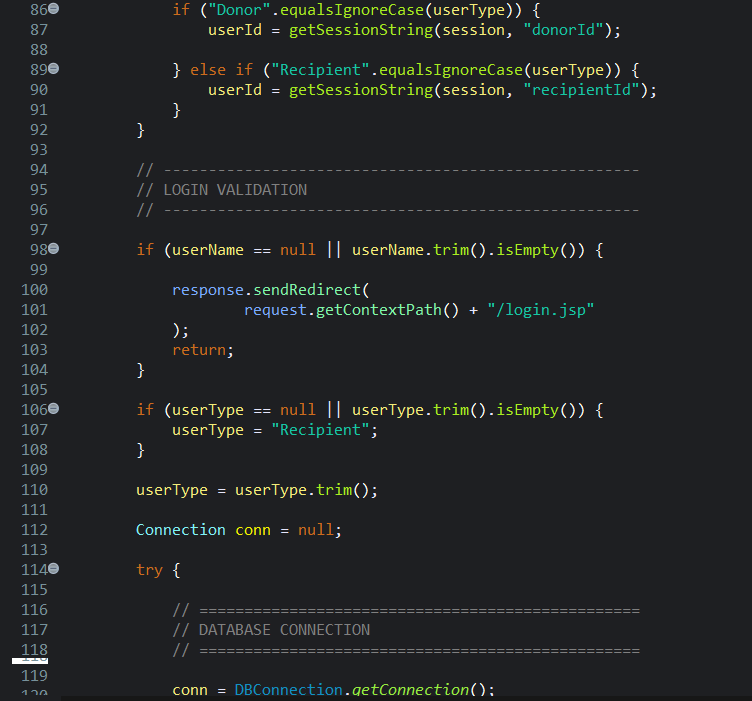 86 if ("Donor".equalsIgnoreCase(userType)) {
87 userId = getSessionString(session, "donorId");
88
89 } else if ("Recipient".equalsIgnoreCase(userType)) {
90 userId = getSessionString(session, "recipientId");
91 }
92 }
93
94 // -----------------------------------------------------
95 // LOGIN VALIDATION
96 // -----------------------------------------------------
97
98 if (userName == null || userName.trim().isEmpty()) {
99
100 response.sendRedirect(
101 request.getContextPath() + "/login.jsp"
102 );
103 return;
104 }
105
106 if (userType == null || userType.trim().isEmpty()) {
107 userType = "Recipient";
108 }
109
110 userType = userType.trim();
111
112 Connection conn = null;
113
114 try {
115
116 // =================================================
117 // DATABASE CONNECTION
118 // =================================================
119
120 conn = DBConnection.getConnection();